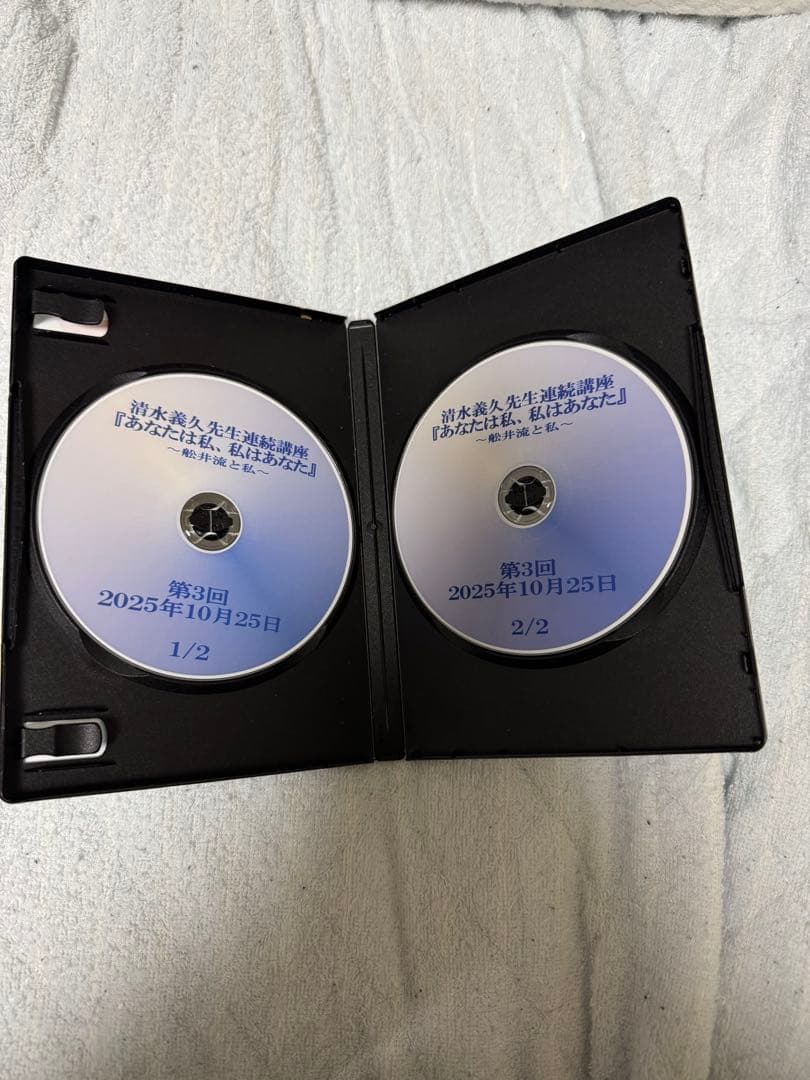 清水義久先生連続講座
『あなたは私、私はあなた』
～舩井流と私～
第3回
2025年10月25日
1/2
清水義久先生連続講座
『あなたは私、私はあなた』
～舩井流と私～
第3回
2025年10月25日
2/2